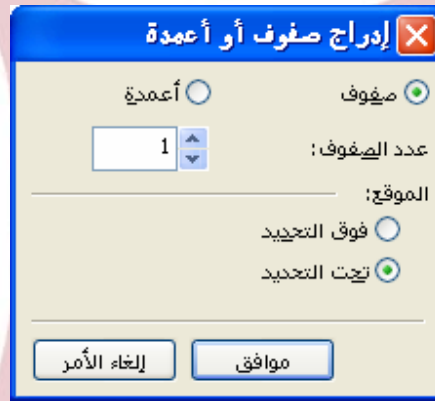 إدراج صفوف أو أعمدة
صفوف أعمدة
عدد الصفوف: 1
الموقع:
فوق التحديد
تحت التحديد
موافق إلغاء الأمر